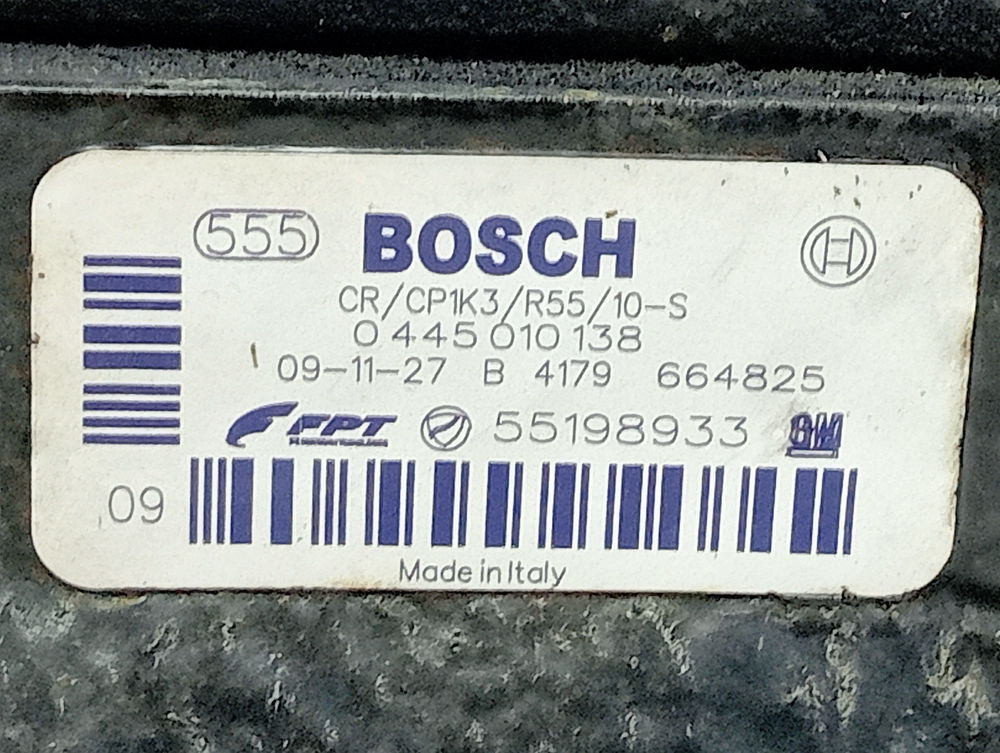 555 BOSCH
CR/CP1K3/R55/10-S
0 445 010 138
09-11-27 B 4179 664825
FPT 55198933 GM
09
Made in Italy